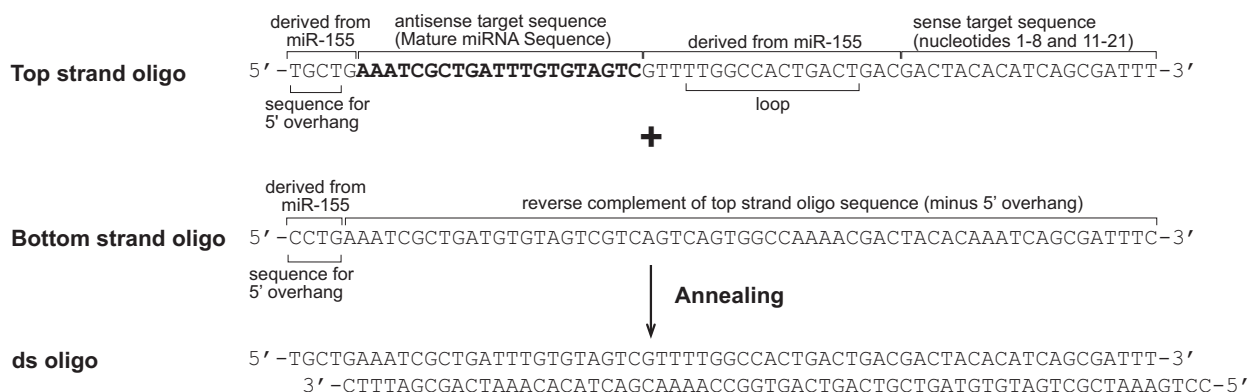 derived from miR-155
antisense target sequence (Mature miRNA Sequence)
derived from miR-155
sense target sequence (nucleotides 1-8 and 11-21)
Top strand oligo
5′-TGCTGAAATCGCTGATTTGTGTAGTCGTTTTGGCCACTGACTGACGACTACACATCAGCGATTT-3′
sequence for 5' overhang
loop
+
derived from miR-155
reverse complement of top strand oligo sequence (minus 5’ overhang)
Bottom strand oligo
5′-CCTGAAATCGCTGATGTGTAGTCGTCAGTCAGTGGCCAAAACGACTACACAAATCAGCGATTTC-3′
sequence for 5’ overhang
Annealing
ds oligo
5′-TGCTGAAATCGCTGATTTGTGTAGTCGTTTTGGCCACTGACTGACGACTACACATCAGCGATTT-3′
3′-CTTTAGCGACTAAACACATCAGCAAAACCGGTGACTGACTGCTGATGTGTAGTCGCTAAAGTCC-5′